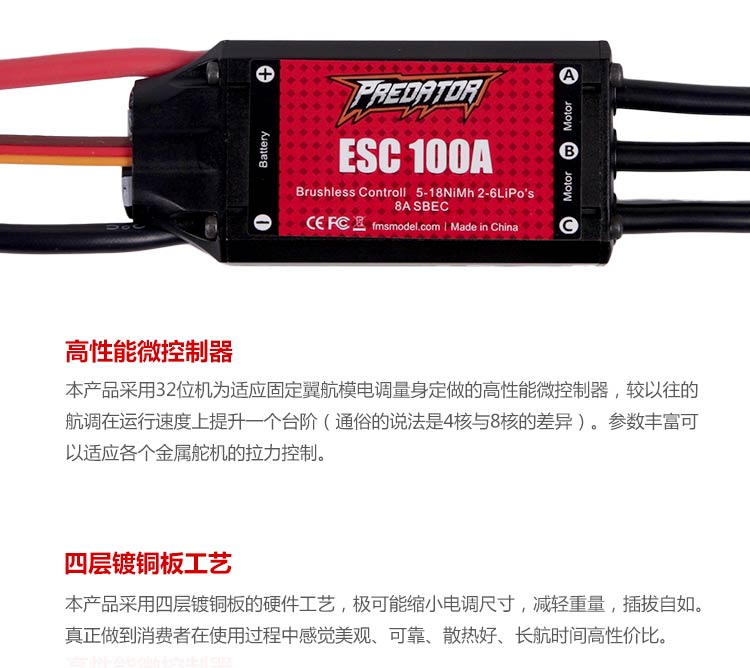 PREDATOR
ESC 100A
Brushless Controll 5-18NiMh 2-6LiPo's
8A SBEC
CE FC fmsmodel.com | Made in China
+
Battery
−
A
Motor
B
Motor
C
高性能微控制器
本产品采用32位机为适应固定翼航模电调量身定做的高性能微控制器，较以往的
航调在运行速度上提升一个台阶（通俗的说法是4核与8核的差异）。参数丰富可
以适应各个金属舵机的拉力控制。
四层镀铜板工艺
本产品采用四层镀铜板的硬件工艺，极可能缩小电调尺寸，减轻重量，插拔自如。
真正做到消费者在使用过程中感觉美观、可靠、散热好、长航时间高性价比。
高性能微控制器